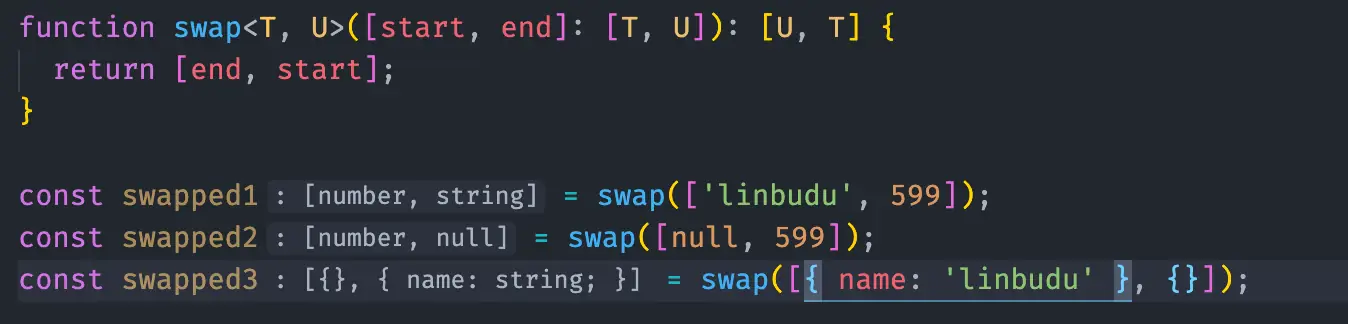 function swap<T, U>([start, end]: [T, U]): [U, T] {
  return [end, start];
}
const swapped1 : [number, string] = swap(['linbudu', 599]);
const swapped2 : [number, null] = swap([null, 599]);
const swapped3 : [{}, { name: string; }] = swap([{ name: 'linbudu' }, {}]);